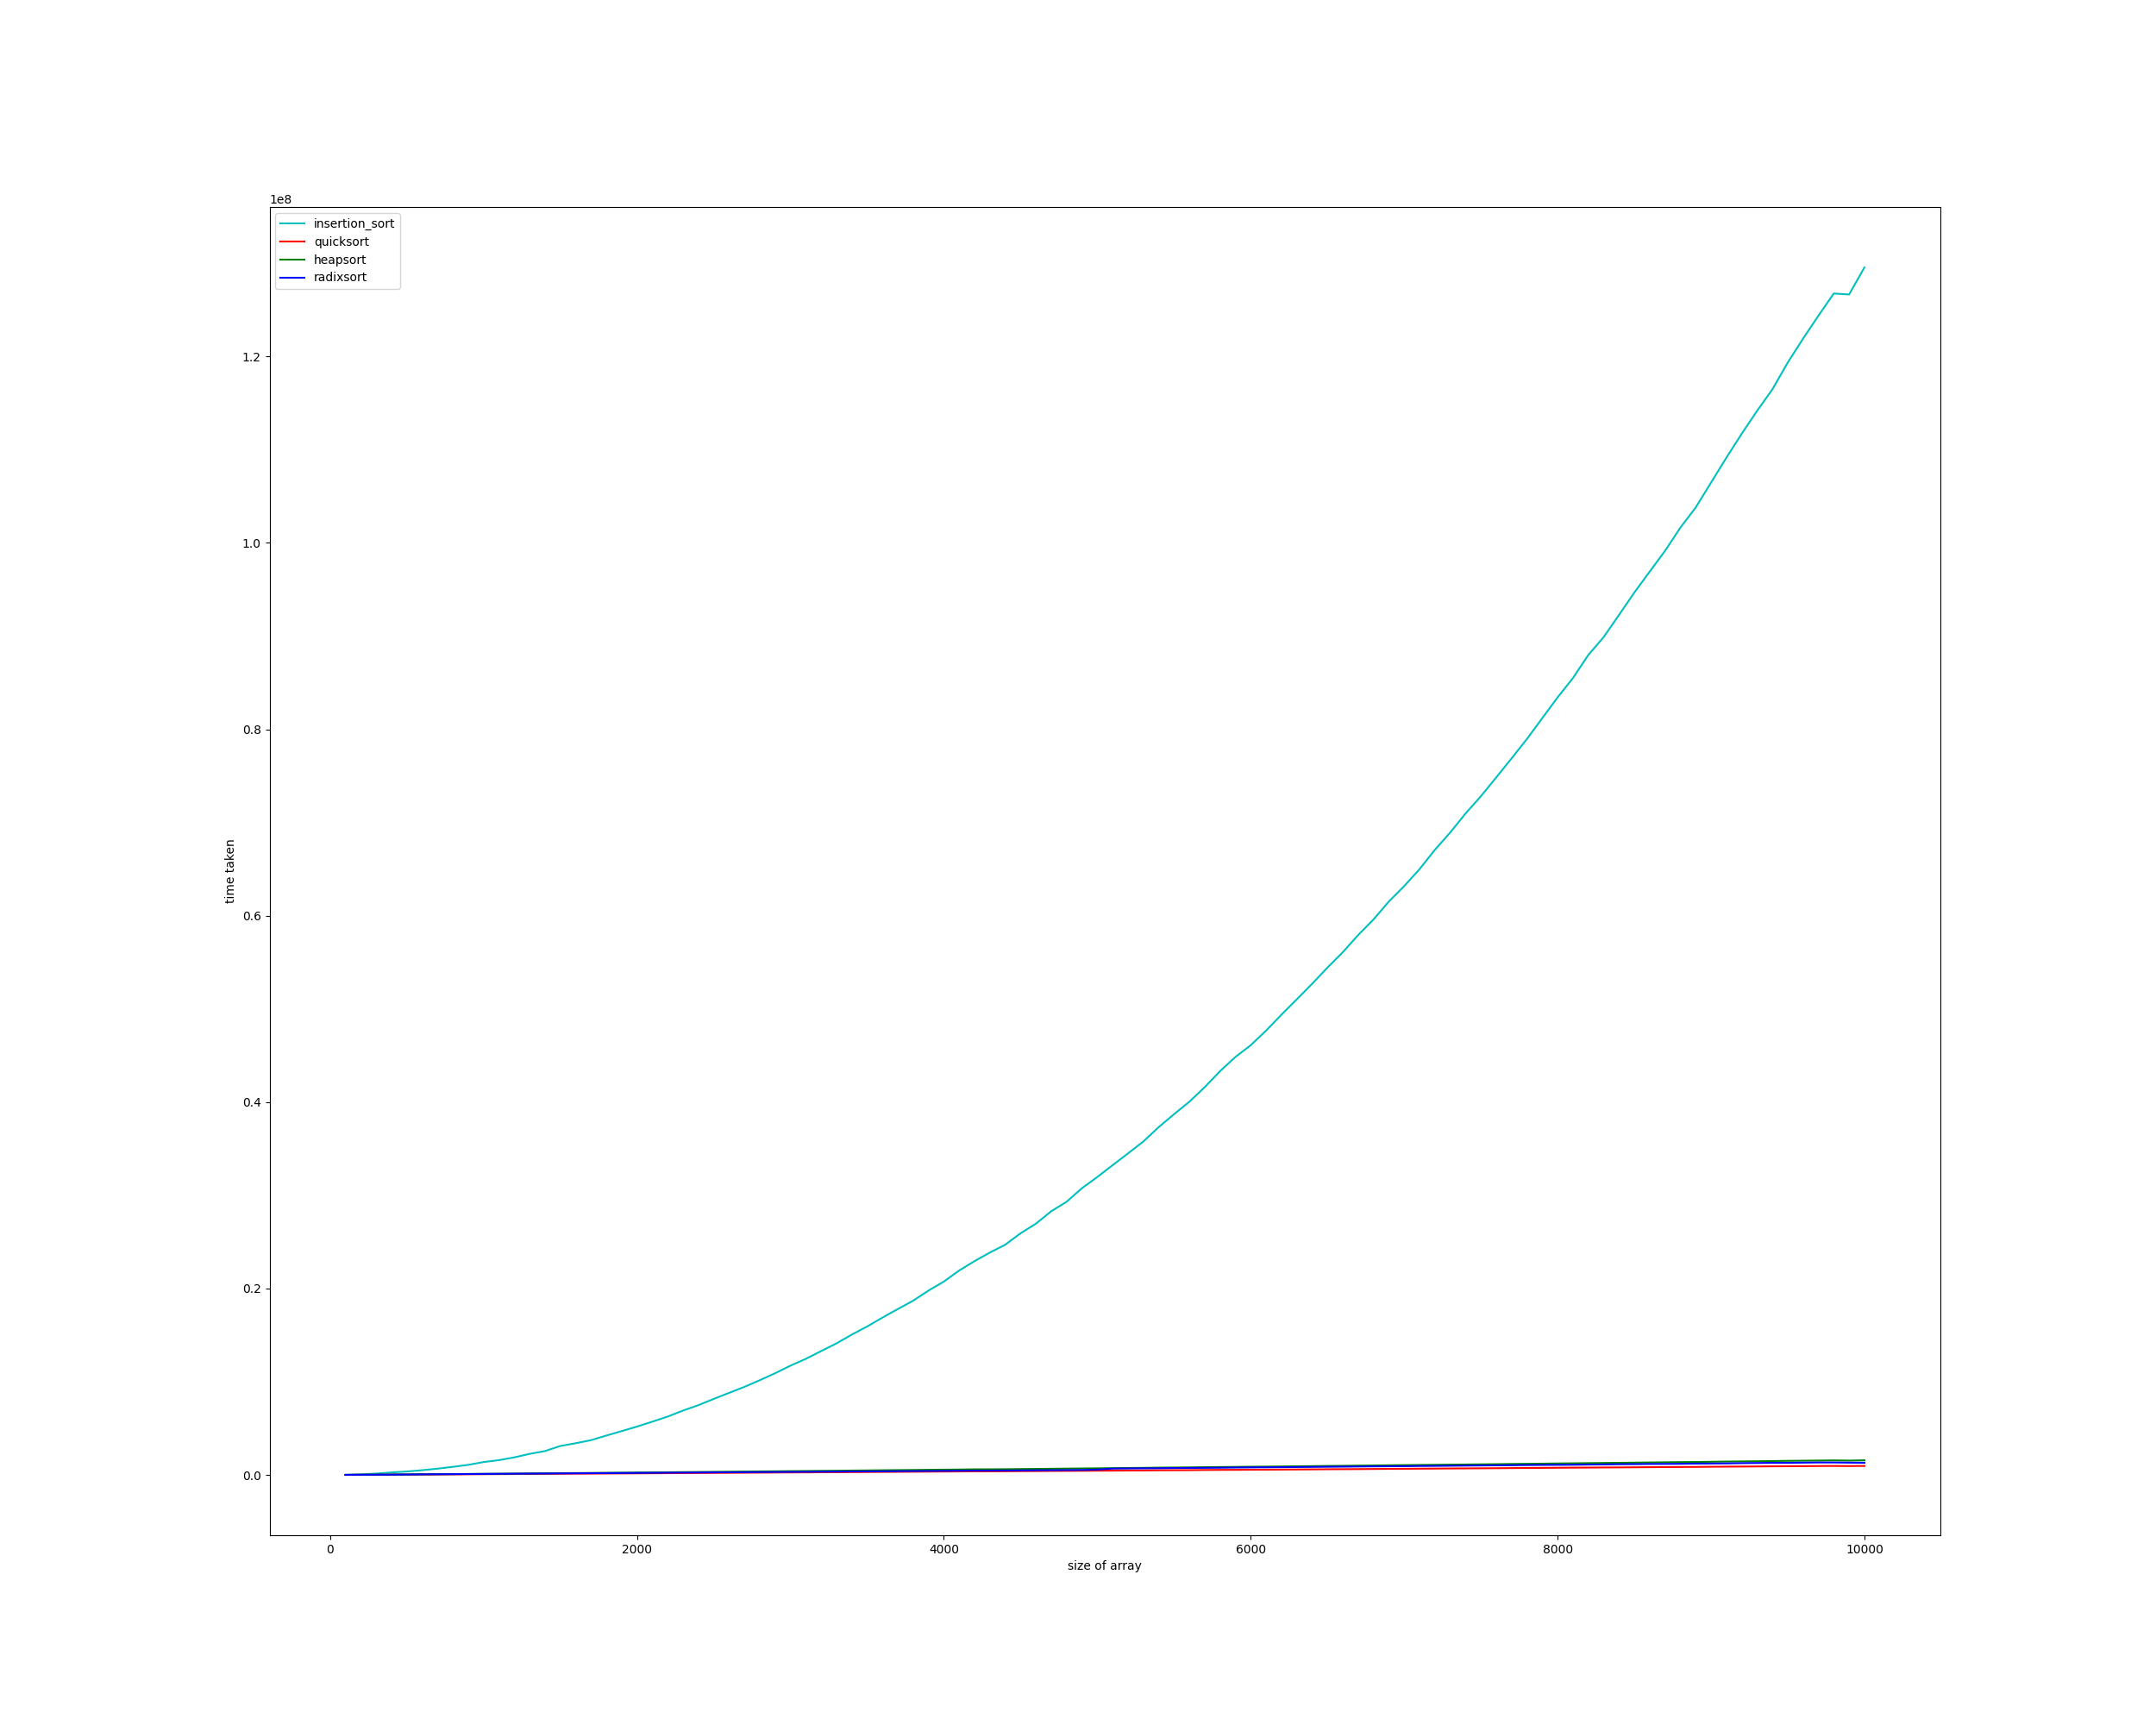 1e8
insertion_sort
quicksort
heapsort
radixsort
1.2
1.0
0.8
0.6
0.4
0.2
0.0
time taken
0 2000 4000 6000 8000 10000
size of array